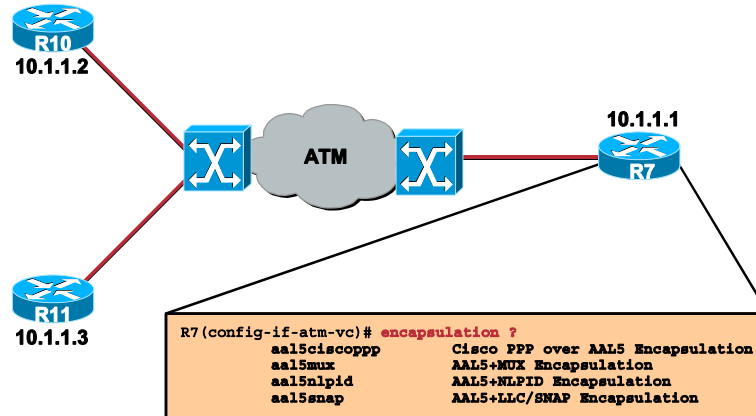 R10
10.1.1.2
ATM
10.1.1.1
R7
R11
10.1.1.3
R7(config-if-atm-vc)# encapsulation ?
aal5ciscoppp Cisco PPP over AAL5 Encapsulation
aal5mux AAL5+MUX Encapsulation
aal5nlpid AAL5+NLPID Encapsulation
aal5snap AAL5+LLC/SNAP Encapsulation